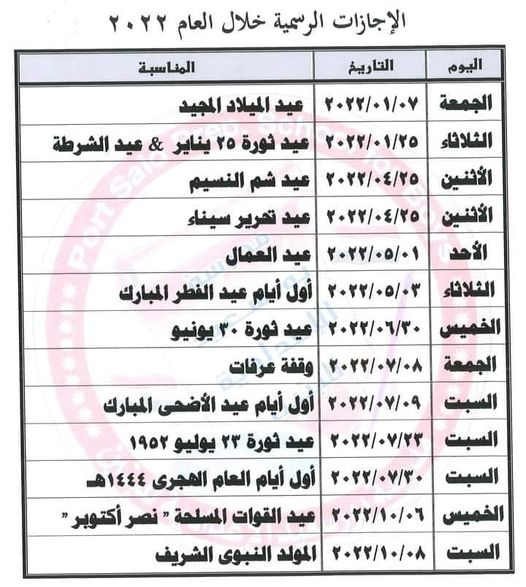 الإجازات الرسمية خلال العام ٢٠٢٢
اليوم التاريخ المناسبة
الجمعة ٢٠٢٢/٠١/٠٧ عيد الميلاد المجيد
الثلاثاء ٢٠٢٢/٠١/٢٥ عيد ثورة ٢٥ يناير & عيد الشرطة
الأثنين ٢٠٢٢/٠٤/٢٥ عيد شم النسيم
الأثنين ٢٠٢٢/٠٤/٢٥ عيد تحرير سيناء
الأحد ٢٠٢٢/٠٥/٠١ عيد العمال
الثلاثاء ٢٠٢٢/٠٥/٠٣ أول أيام عيد الفطر المبارك
الخميس ٢٠٢٢/٠٦/٣٠ عيد ثورة ٣٠ يونيو
الجمعة ٢٠٢٢/٠٧/٠٨ وقفة عرفات
السبت ٢٠٢٢/٠٧/٠٩ أول أيام عيد الأضحى المبارك
السبت ٢٠٢٢/٠٧/٢٣ عيد ثورة ٢٣ يوليو ١٩٥٢
السبت ٢٠٢٢/٠٧/٣٠ أول أيام العام الهجرى ١٤٤٤هـ
الخميس ٢٠٢٢/١٠/٠٦ عيد القوات المسلحة " نصر أكتوبر "
السبت ٢٠٢٢/١٠/٠٨ المولد النبوى الشريف
Port Said